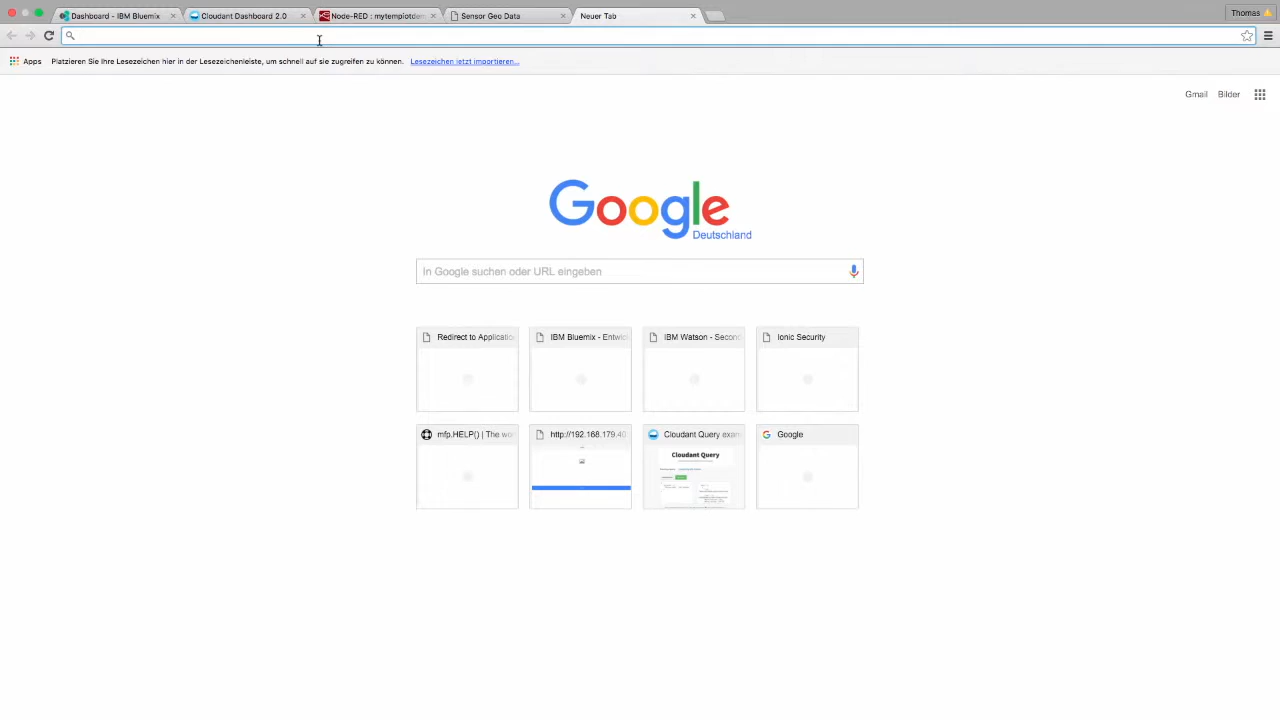 Dashboard - IBM Bluemix
Cloudant Dashboard 2.0
Node-RED : mytempiotdem
Sensor Geo Data
Neuer Tab
Thomas
Apps
Platzieren Sie Ihre Lesezeichen hier in der Lesezeichenleiste, um schnell auf sie zugreifen zu können.
Lesezeichen jetzt importieren...
Gmail
Bilder
Google
Deutschland
In Google suchen oder URL eingeben
Redirect to Applicatio
IBM Bluemix - Entwic
IBM Watson - Second
Ionic Security
mfp.HELP() | The wo
http://192.168.179.40
Cloudant Query exam
Google
Cloudant Query